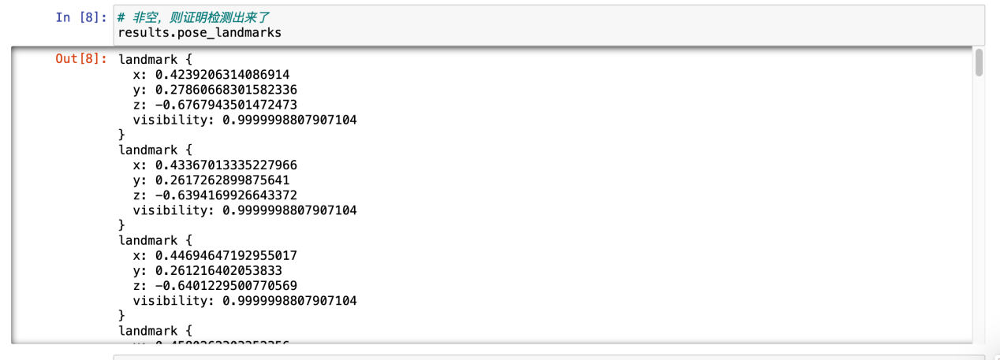 In [8]: # 非空，则证明检测出来了
results.pose_landmarks
Out[8]: landmark {
  x: 0.4239206314086914
  y: 0.27860668301582336
  z: -0.6767943501472473
  visibility: 0.9999998807907104
}
landmark {
  x: 0.43367013335227966
  y: 0.2617262899875641
  z: -0.6394169926643372
  visibility: 0.9999998807907104
}
landmark {
  x: 0.44694647192955017
  y: 0.261216402053833
  z: -0.6401229500770569
  visibility: 0.9999998807907104
}
landmark {